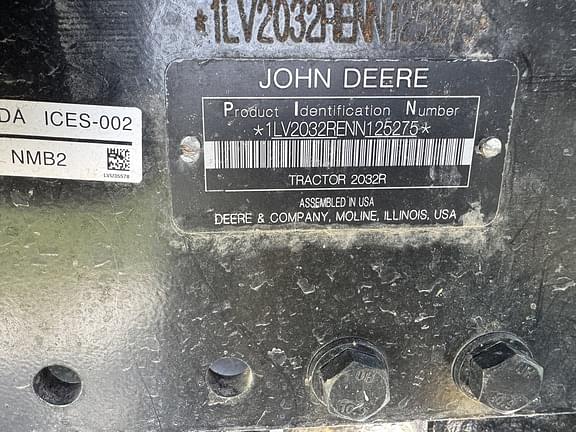 *1LV2032RENN125275
JOHN DEERE
Product Identification Number
*1LV2032RENN125275*
TRACTOR 2032R
ASSEMBLED IN USA
DEERE & COMPANY, MOLINE, ILLINOIS, USA
DA ICES-002
NMB2